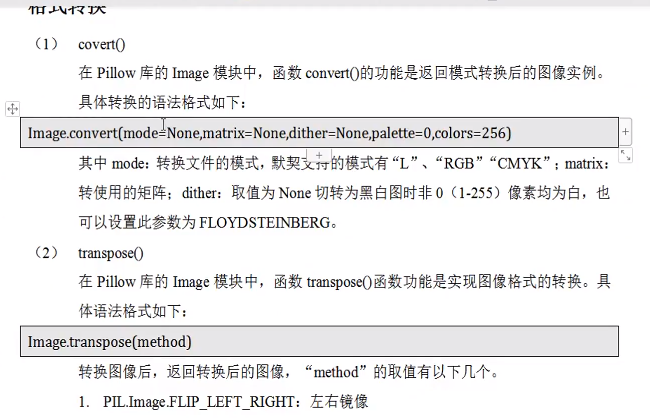 格式转换
（1） covert()
在 Pillow 库的 Image 模块中，函数 convert()的功能是返回模式转换后的图像实例。
具体转换的语法格式如下：
Image.convert(mode=None,matrix=None,dither=None,palette=0,colors=256)
其中 mode：转换文件的模式，默契支持的模式有“L”、“RGB”“CMYK”；matrix：
转使用的矩阵；dither：取值为 None 切转为黑白图时非 0（1-255）像素均为白，也
可以设置此参数为 FLOYDSTEINBERG。
（2） transpose()
在 Pillow 库的 Image 模块中，函数 transpose()函数功能是实现图像格式的转换。具
体语法格式如下：
Image.transpose(method)
转换图像后，返回转换后的图像，“method”的取值有以下几个。
1. PIL.Image.FLIP_LEFT_RIGHT：左右镜像